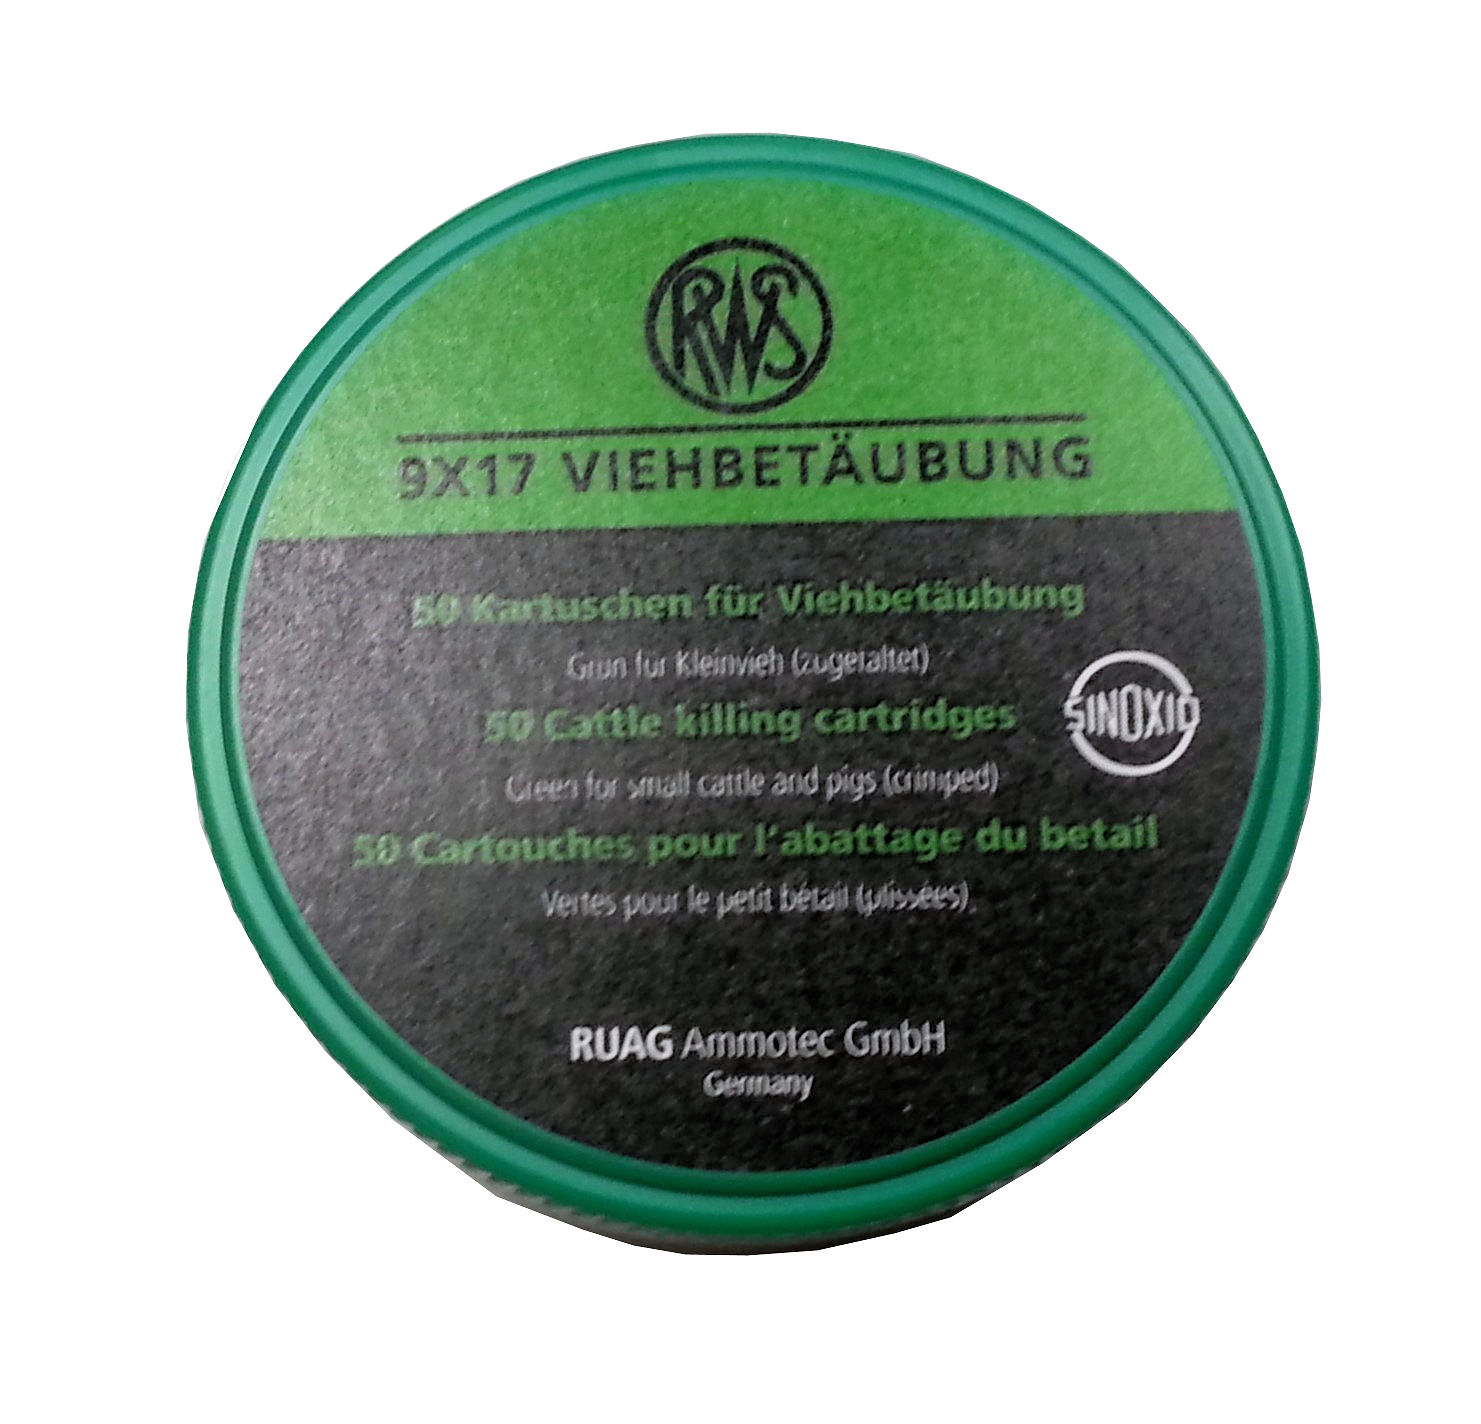 RWS
9X17 VIEHBETÄUBUNG
50 Kartuschen für Viehbetäubung
Grün für Kleinvieh (zugefaltet)
50 Cattle killing cartridges
SINOXID
Green for small cattle and pigs (crimped)
50 Cartouches pour l'abattage du betail
Vertes pour le petit bétail (plissées)
RUAG Ammotec GmbH
Germany